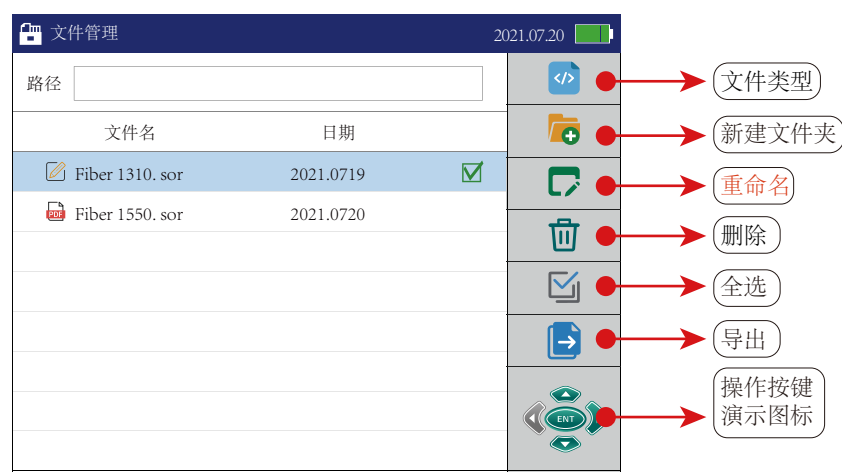 文件管理
2021.07.20
路径
文件名 日期
Fiber 1310. sor 2021.0719
PDF Fiber 1550. sor 2021.0720
</>
文件类型
新建文件夹
重命名
删除
全选
导出
ENT
操作按键
演示图标